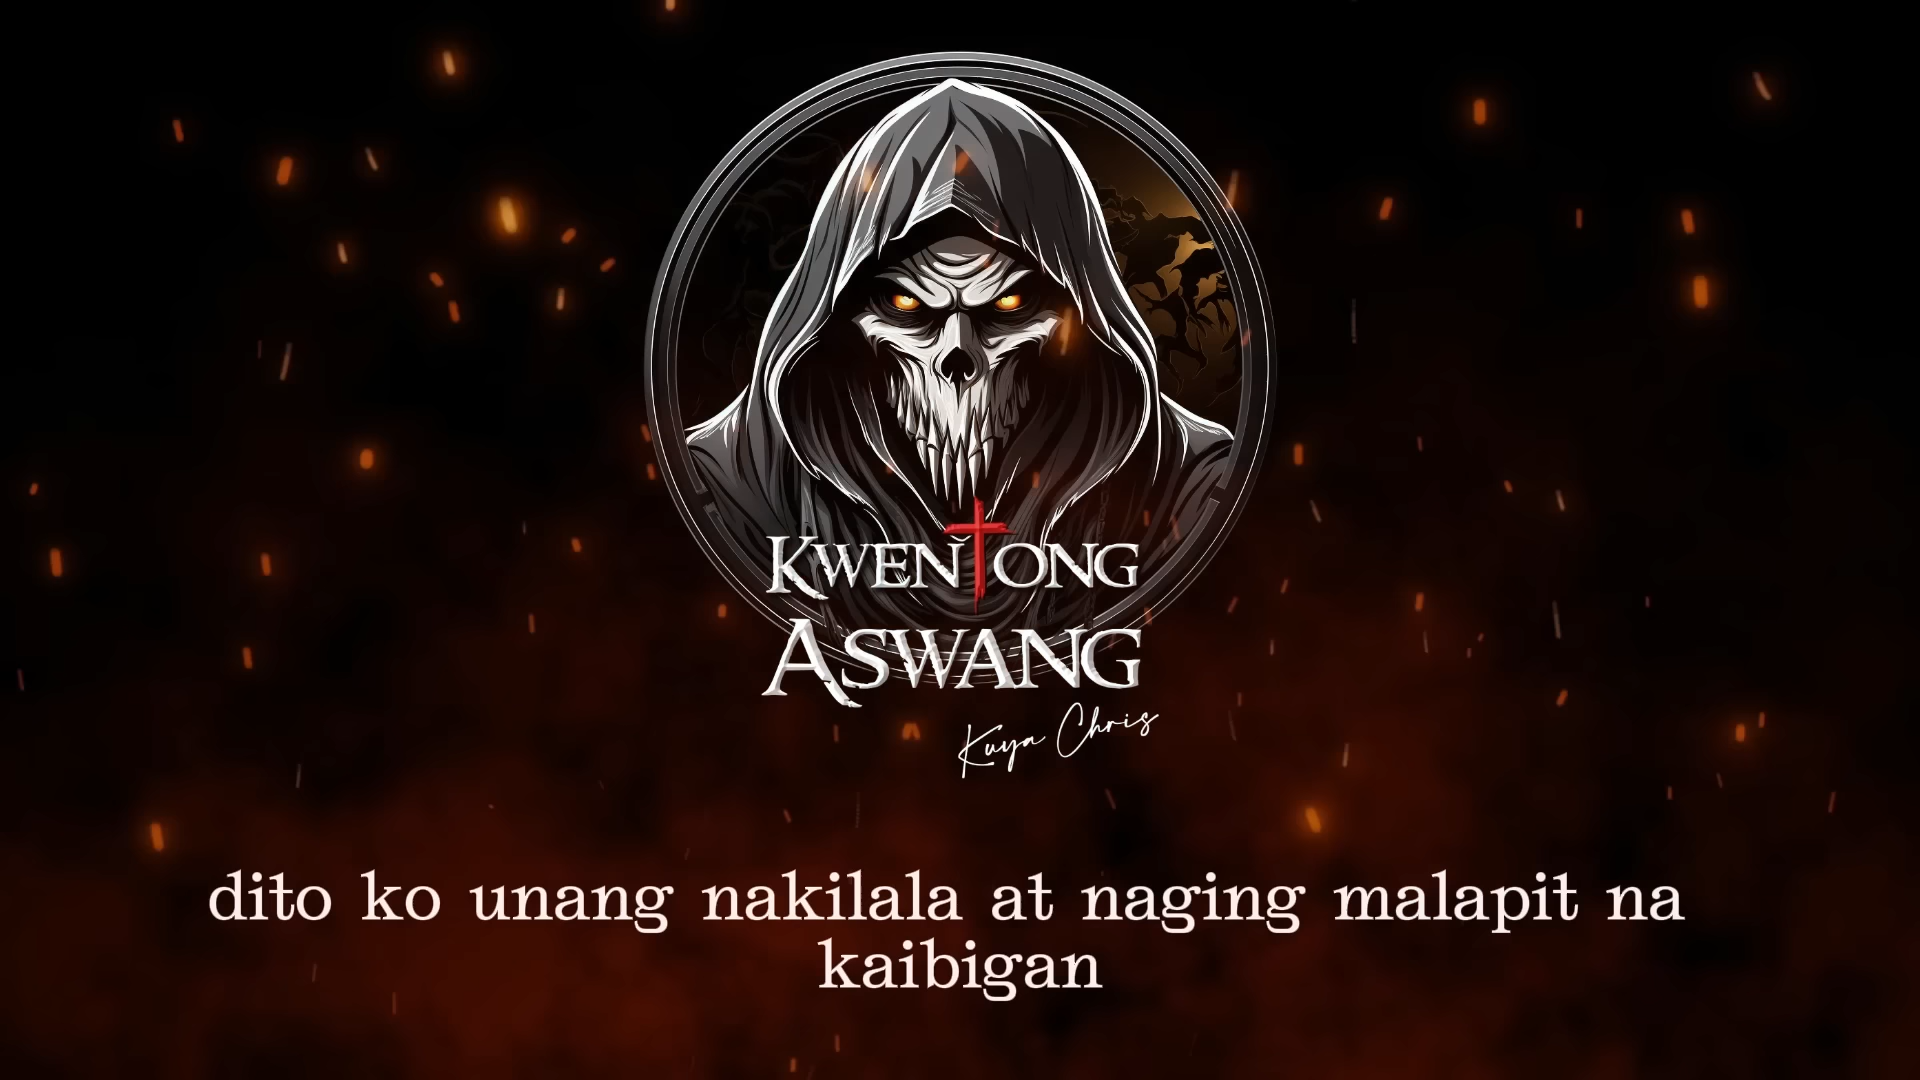 KWENTONG
ASWANG
Kuya Chris
dito ko unang nakilala at naging malapit na
kaibigan